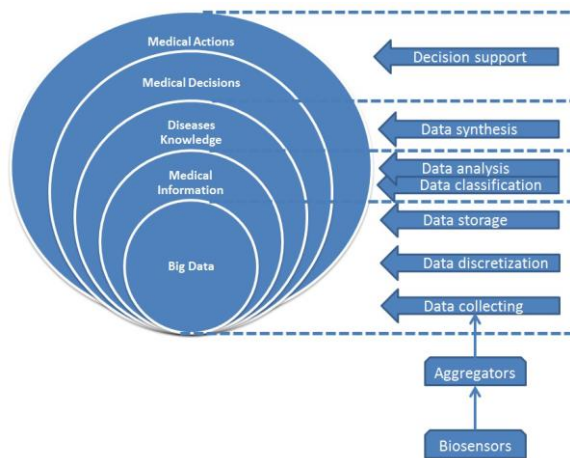 Medical Actions
Decision support
Medical Decisions
Diseases
Knowledge
Data synthesis
Medical
Information
Data analysis
Data classification
Data storage
Big Data
Data discretization
Data collecting
Aggregators
Biosensors